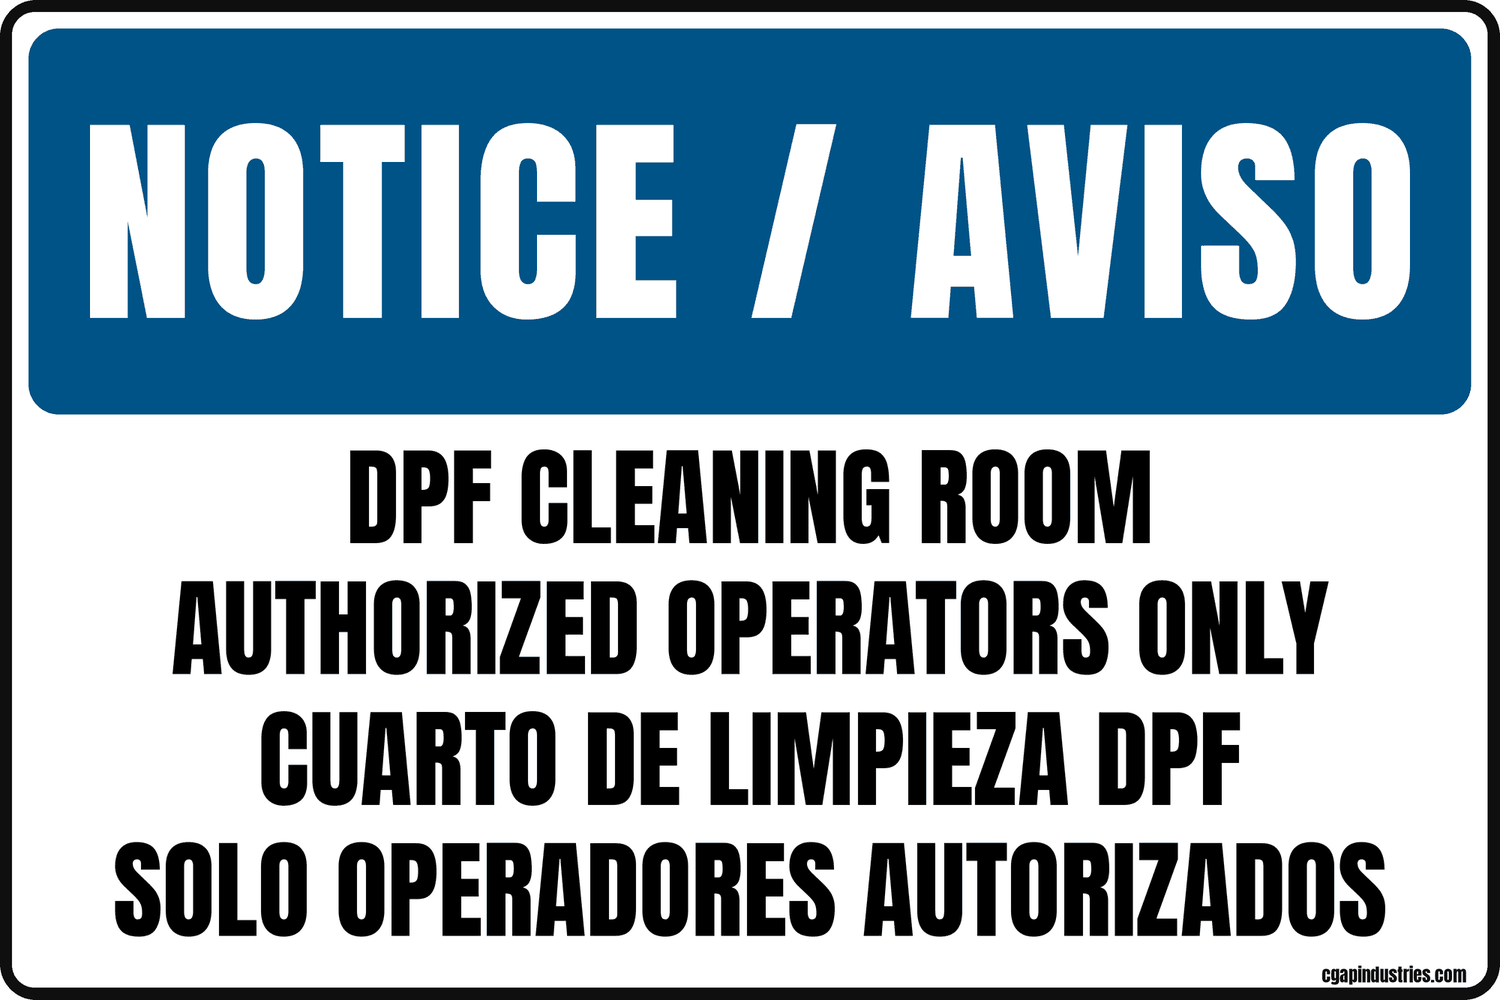 NOTICE / AVISO
DPF CLEANING ROOM
AUTHORIZED OPERATORS ONLY
CUARTO DE LIMPIEZA DPF
SOLO OPERADORES AUTORIZADOS
cgapindustries.com